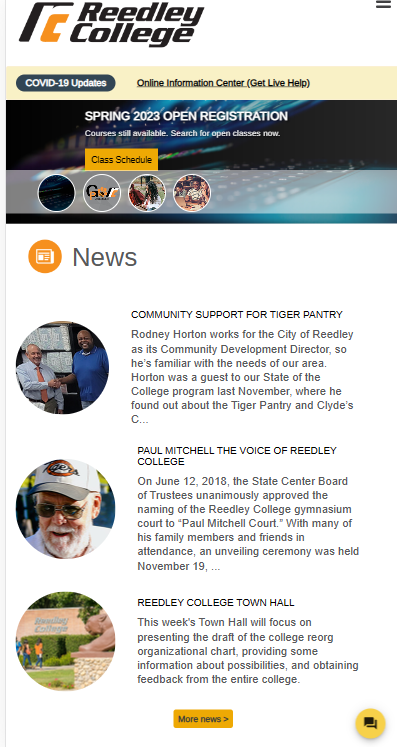 Reedley
College
COVID-19 Updates
Online Information Center (Get Live Help)
SPRING 2023 OPEN REGISTRATION
Courses still available. Search for open classes now.
Class Schedule
News
COMMUNITY SUPPORT FOR TIGER PANTRY
Rodney Horton works for the City of Reedley
as its Community Development Director, so
he's familiar with the needs of our area.
Horton was a guest to our State of the
College program last November, where he
found out about the Tiger Pantry and Clyde's
C...
PAUL MITCHELL THE VOICE OF REEDLEY
COLLEGE
On June 12, 2018, the State Center Board
of Trustees unanimously approved the
naming of the Reedley College gymnasium
court to “Paul Mitchell Court.” With many of
his family members and friends in
attendance, an unveiling ceremony was held
November 19, ...
Reedley
College
REEDLEY COLLEGE TOWN HALL
This week's Town Hall will focus on
presenting the draft of the college reorg
organizational chart, providing some
information about possibilities, and obtaining
feedback from the entire college.
More news >